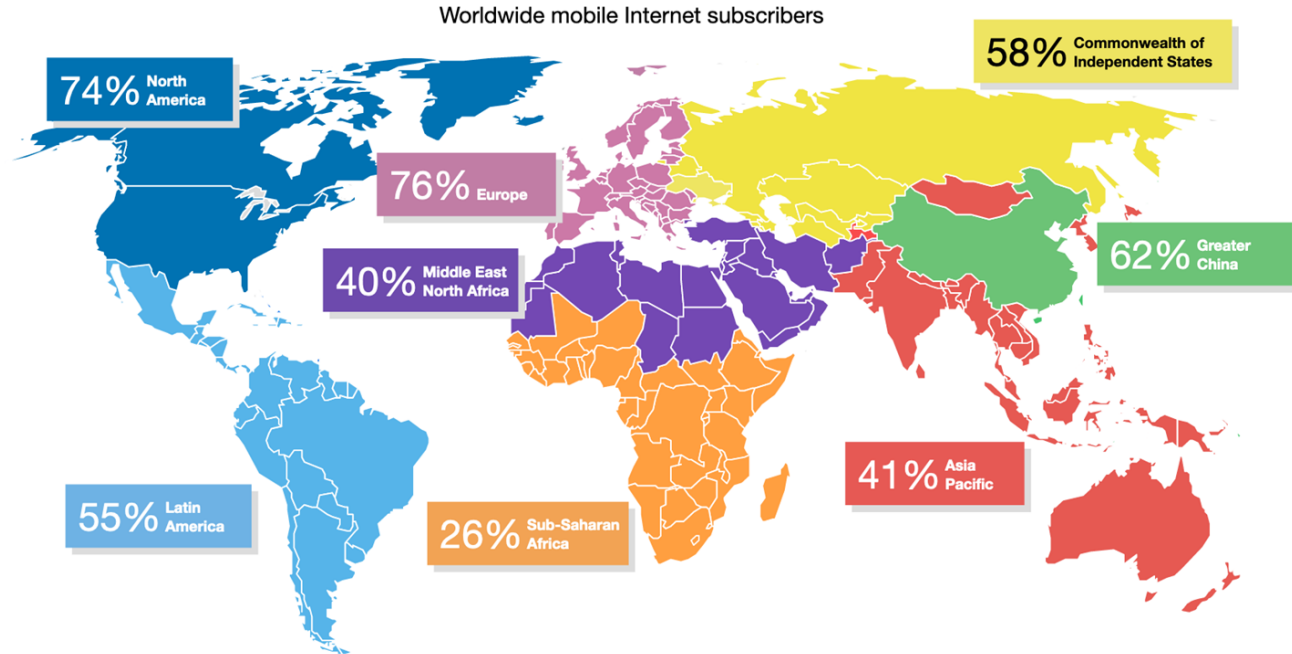 Worldwide mobile Internet subscribers
58% Commonwealth of
Independent States
74% North
America
76% Europe
62% Greater
China
40% Middle East
North Africa
41% Asia
Pacific
55% Latin
America
26% Sub-Saharan
Africa